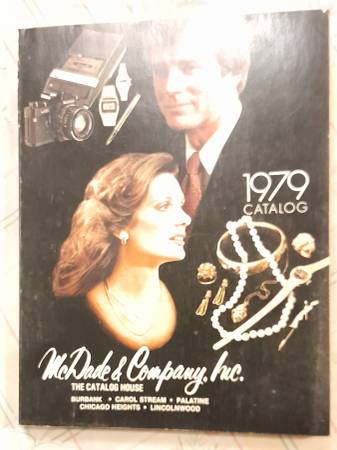 1979
CATALOG
McDade & Company, Inc.
THE CATALOG HOUSE
BURBANK • CAROL STREAM • PALATINE
CHICAGO HEIGHTS • LINCOLNWOOD